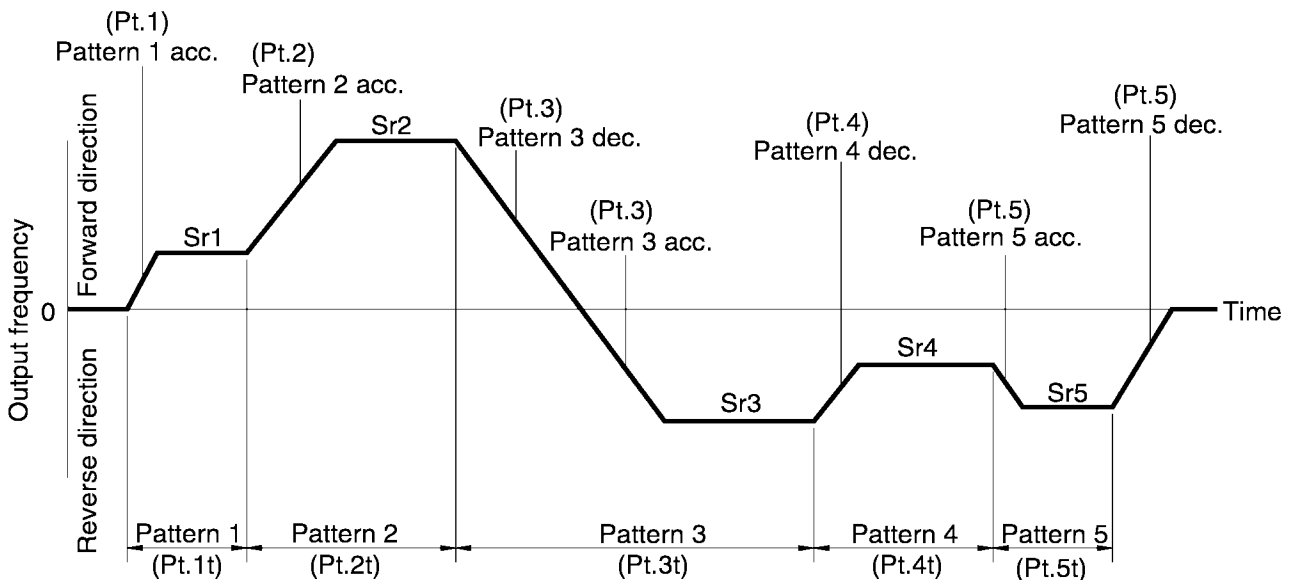 (Pt.1)
Pattern 1 acc.
(Pt.2)
Pattern 2 acc.
(Pt.3)
Pattern 3 dec.
(Pt.3)
Pattern 3 acc.
(Pt.4)
Pattern 4 dec.
(Pt.5)
Pattern 5 acc.
(Pt.5)
Pattern 5 dec.
Output frequency
Forward direction
Reverse direction
0
Time
Sr1
Sr2
Sr3
Sr4
Sr5
Pattern 1
(Pt.1t)
Pattern 2
(Pt.2t)
Pattern 3
(Pt.3t)
Pattern 4
(Pt.4t)
Pattern 5
(Pt.5t)